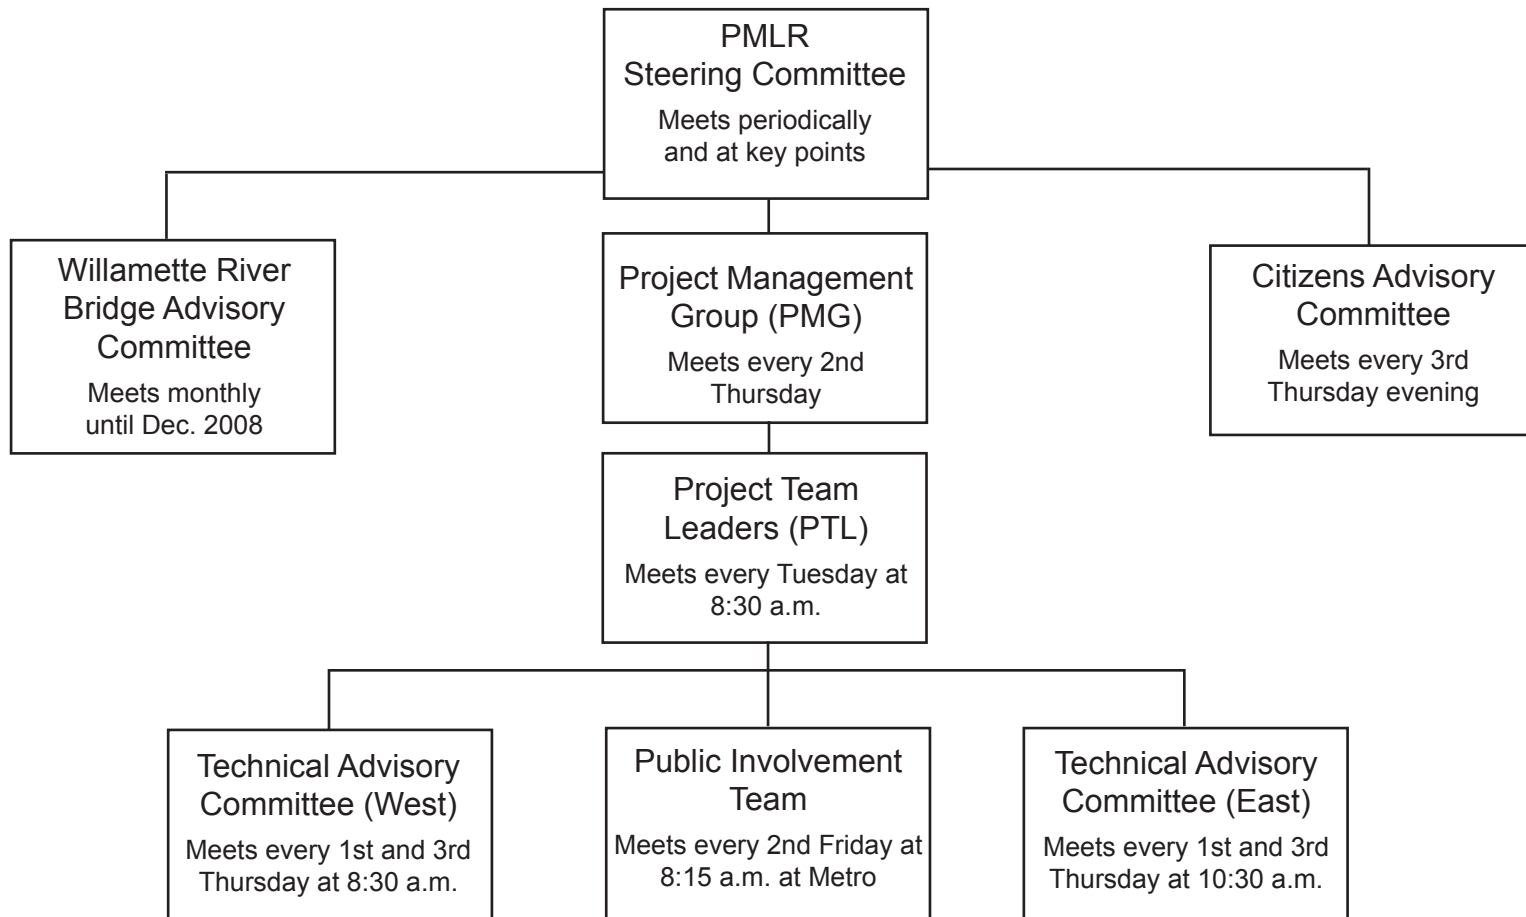 PMLR
Steering Committee
Meets periodically
and at key points
Willamette River
Bridge Advisory
Committee
Meets monthly
until Dec. 2008
Project Management
Group (PMG)
Meets every 2nd
Thursday
Citizens Advisory
Committee
Meets every 3rd
Thursday evening
Project Team
Leaders (PTL)
Meets every Tuesday at
8:30 a.m.
Technical Advisory
Committee (West)
Meets every 1st and 3rd
Thursday at 8:30 a.m.
Public Involvement
Team
Meets every 2nd Friday at
8:15 a.m. at Metro
Technical Advisory
Committee (East)
Meets every 1st and 3rd
Thursday at 10:30 a.m.